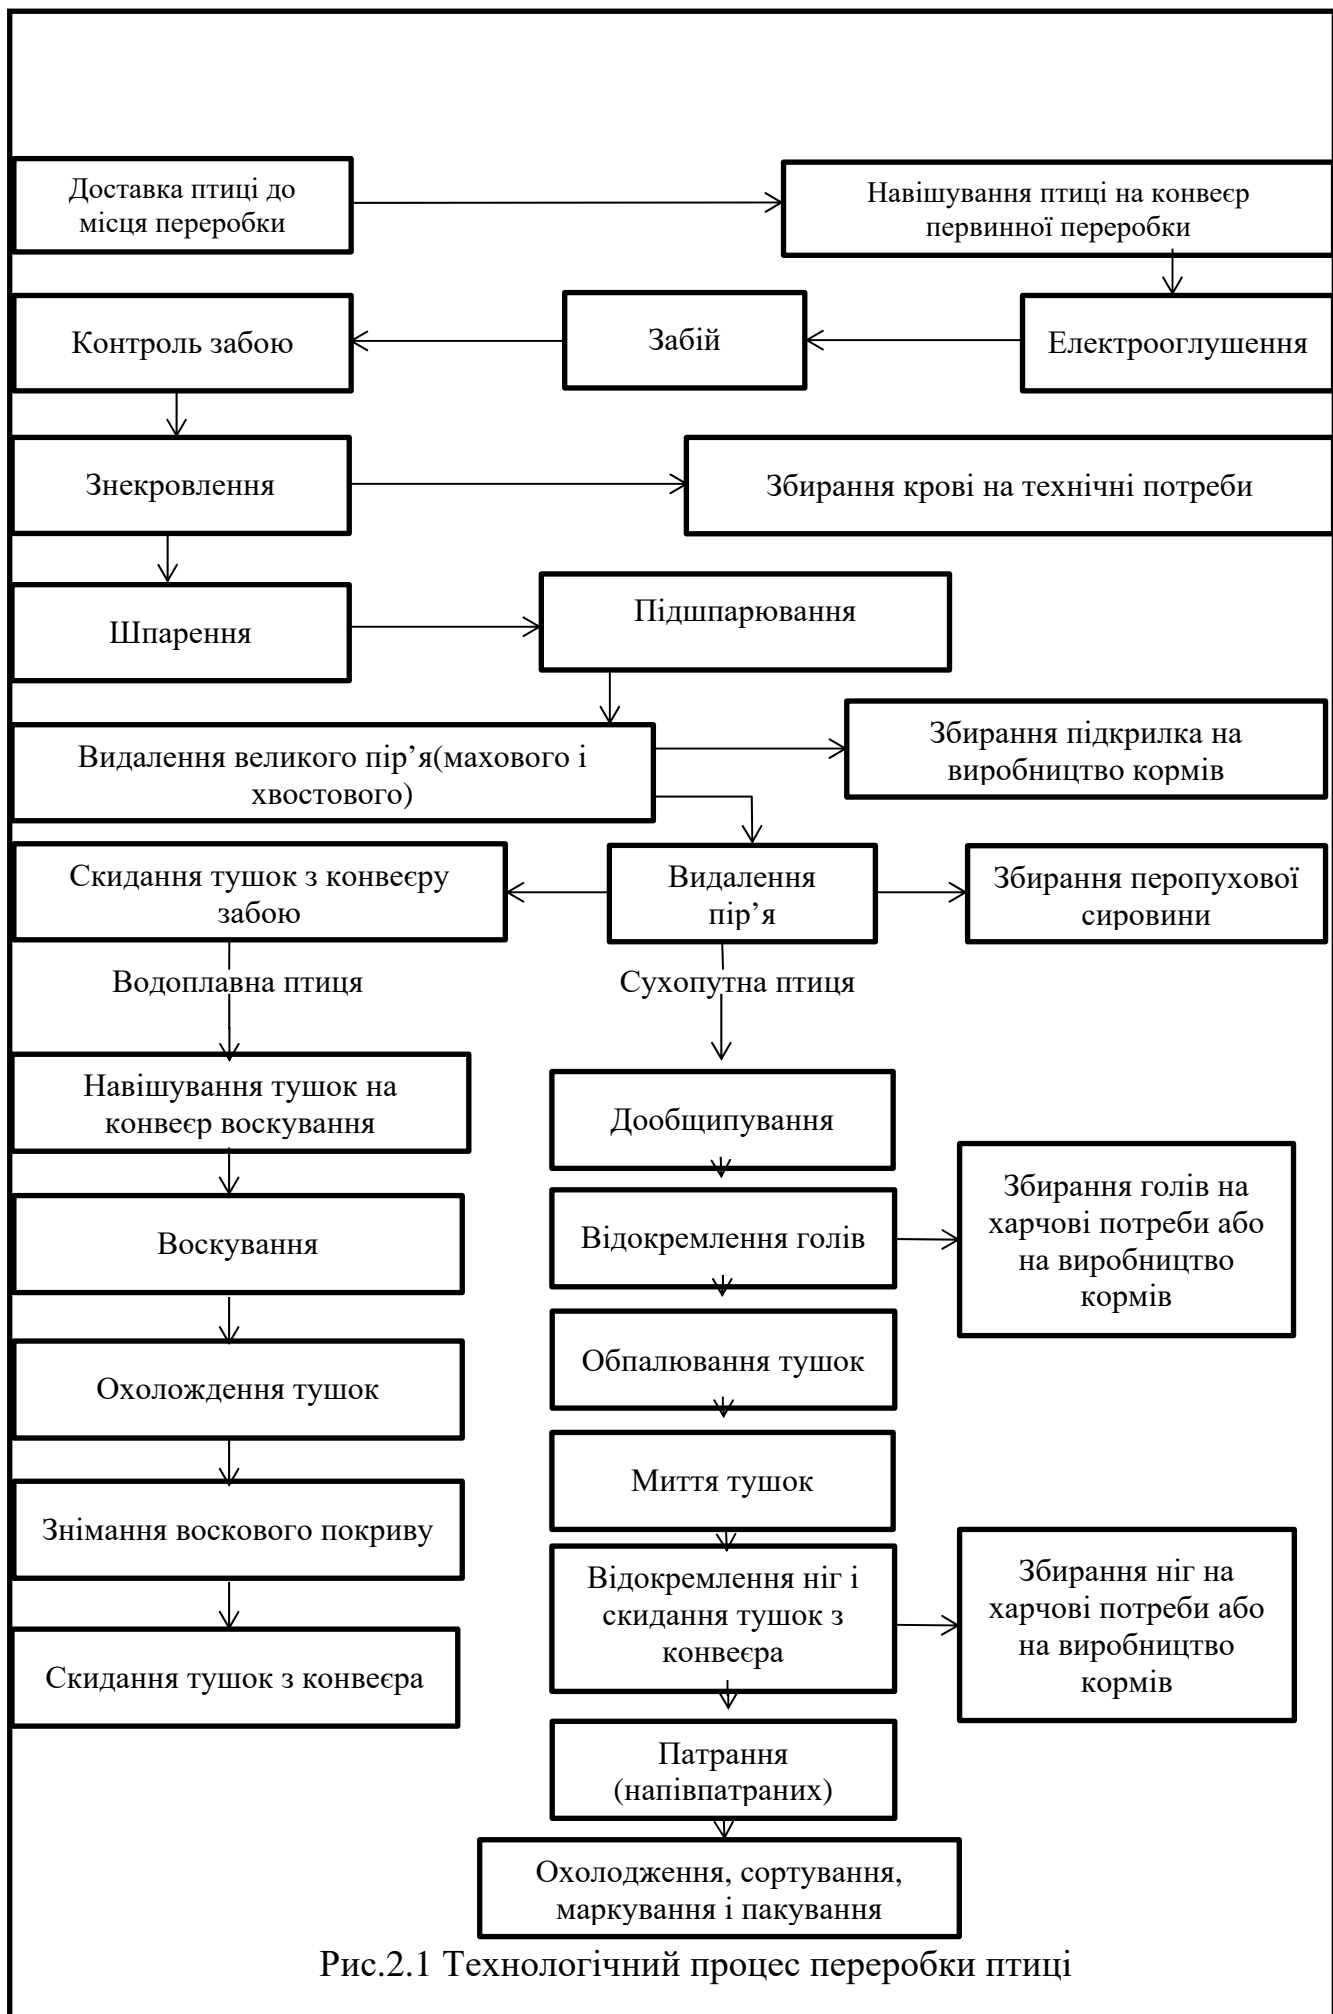 Доставка птиці до
місця переробки
Навішування птиці на конвеєр
первинної переробки
Контроль забою
Забій
Електрооглушення
Знекровлення
Збирання крові на технічні потреби
Шпарення
Підшпарювання
Видалення великого пір’я(махового і
хвостового)
Збирання підкрилка на
виробництво кормів
Скидання тушок з конвеєру
забою
Видалення
пір’я
Збирання перопухової
сировини
Водоплавна птиця
Сухопутна птиця
Навішування тушок на
конвеєр воскування
Дообщипування
Воскування
Відокремлення голів
Збирання голів на
харчові потреби або
на виробництво
кормів
Охолождення тушок
Обпалювання тушок
Знімання воскового покриву
Миття тушок
Скидання тушок з конвеєра
Відокремлення ніг і
скидання тушок з
конвеєра
Збирання ніг на
харчові потреби або
на виробництво
кормів
Патрання
(напівпатраних)
Охолодження, сортування,
маркування і пакування
Рис.2.1 Технологічний процес переробки птиці